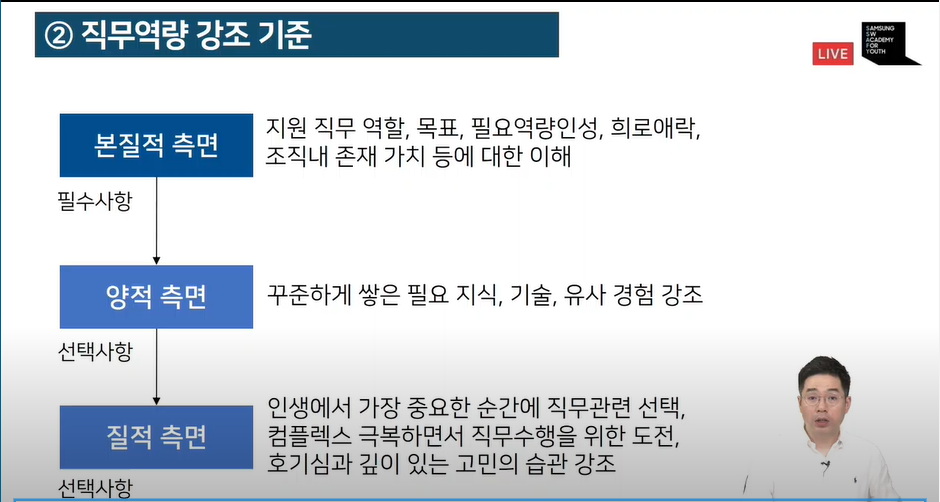 ② 직무역량 강조 기준
LIVE
SAMSUNG
SW
ACADEMY
FOR
YOUTH
본질적 측면
지원 직무 역할, 목표, 필요역량인성, 희로애락,
조직내 존재 가치 등에 대한 이해
필수사항
양적 측면
꾸준하게 쌓은 필요 지식, 기술, 유사 경험 강조
선택사항
질적 측면
인생에서 가장 중요한 순간에 직무관련 선택,
컴플렉스 극복하면서 직무수행을 위한 도전,
호기심과 깊이 있는 고민의 습관 강조
선택사항